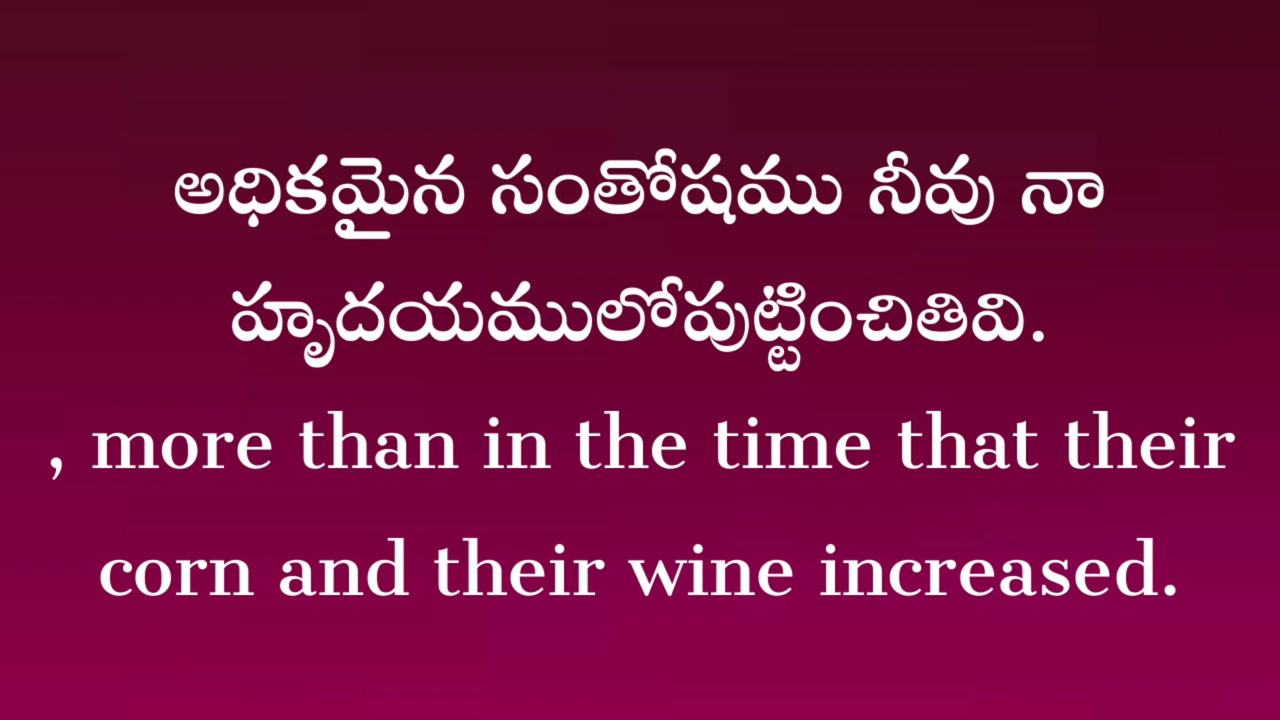 అధికమైన సంతోషము నీవు నా
హృదయములోపుట్టించితివి.
, more than in the time that their
corn and their wine increased.